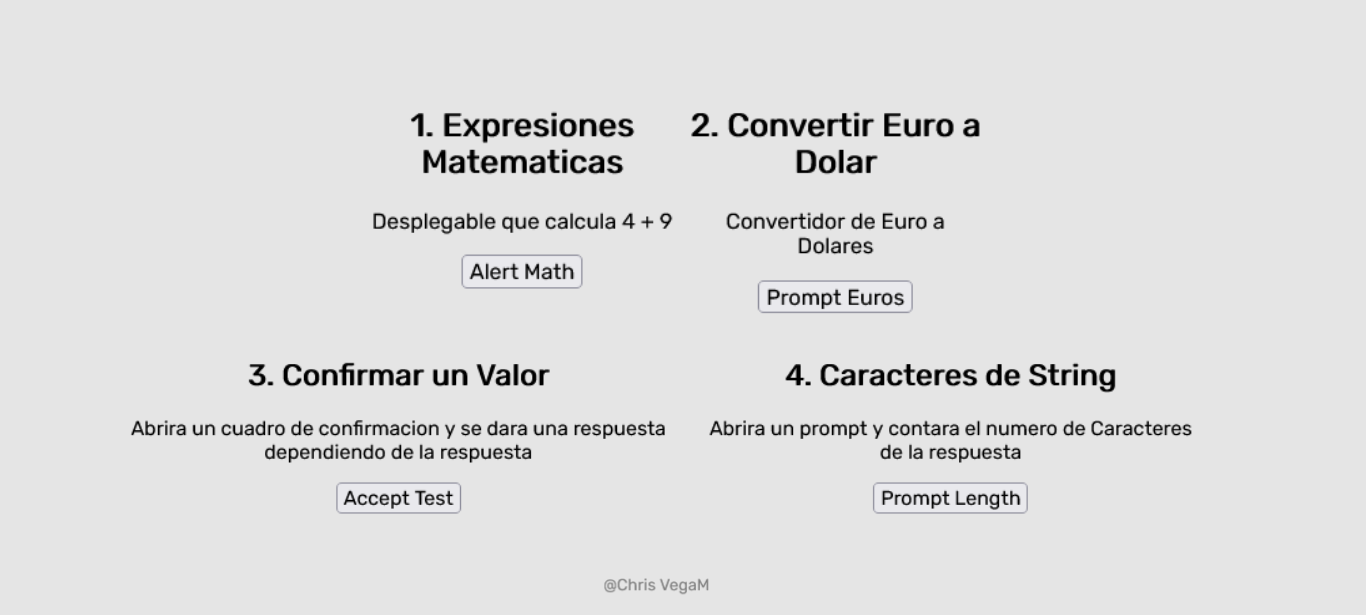 1. Expresiones
Matematicas
Desplegable que calcula 4 + 9
Alert Math
2. Convertir Euro a
Dolar
Convertidor de Euro a
Dolares
Prompt Euros
3. Confirmar un Valor
Abrira un cuadro de confirmacion y se dara una respuesta
dependiendo de la respuesta
Accept Test
4. Caracteres de String
Abrira un prompt y contara el numero de Caracteres
de la respuesta
Prompt Length
@Chris VegaM